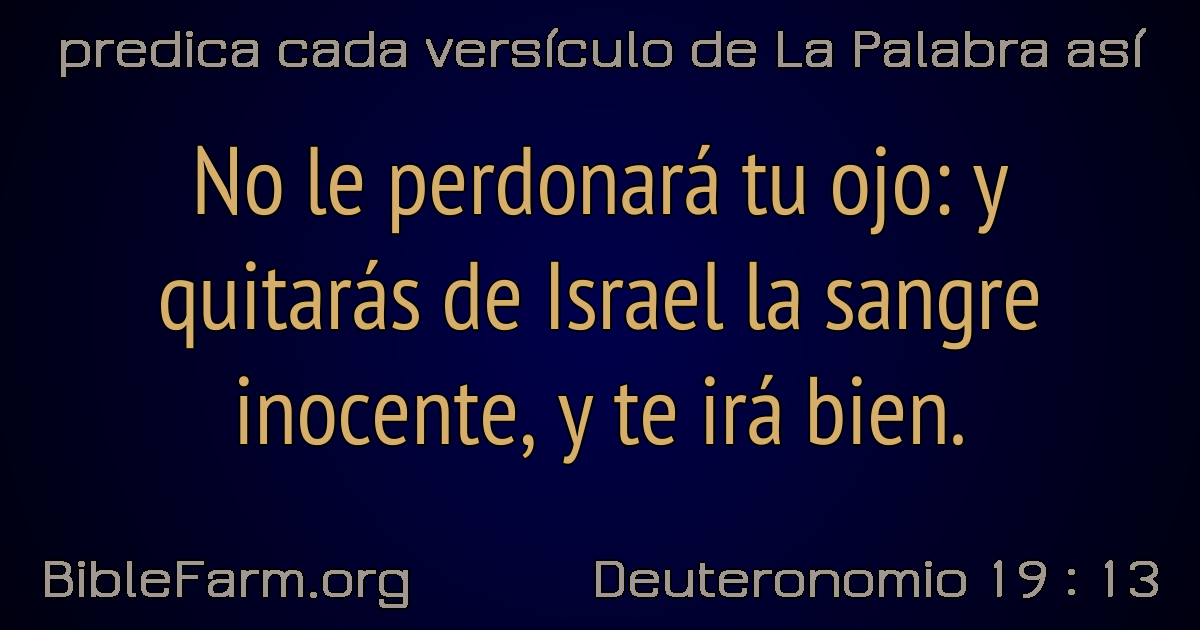 predica cada versículo de La Palabra así
No le perdonará tu ojo: y
quitarás de Israel la sangre
inocente, y te irá bien.
BibleFarm.org
Deuteronomio 19 : 13